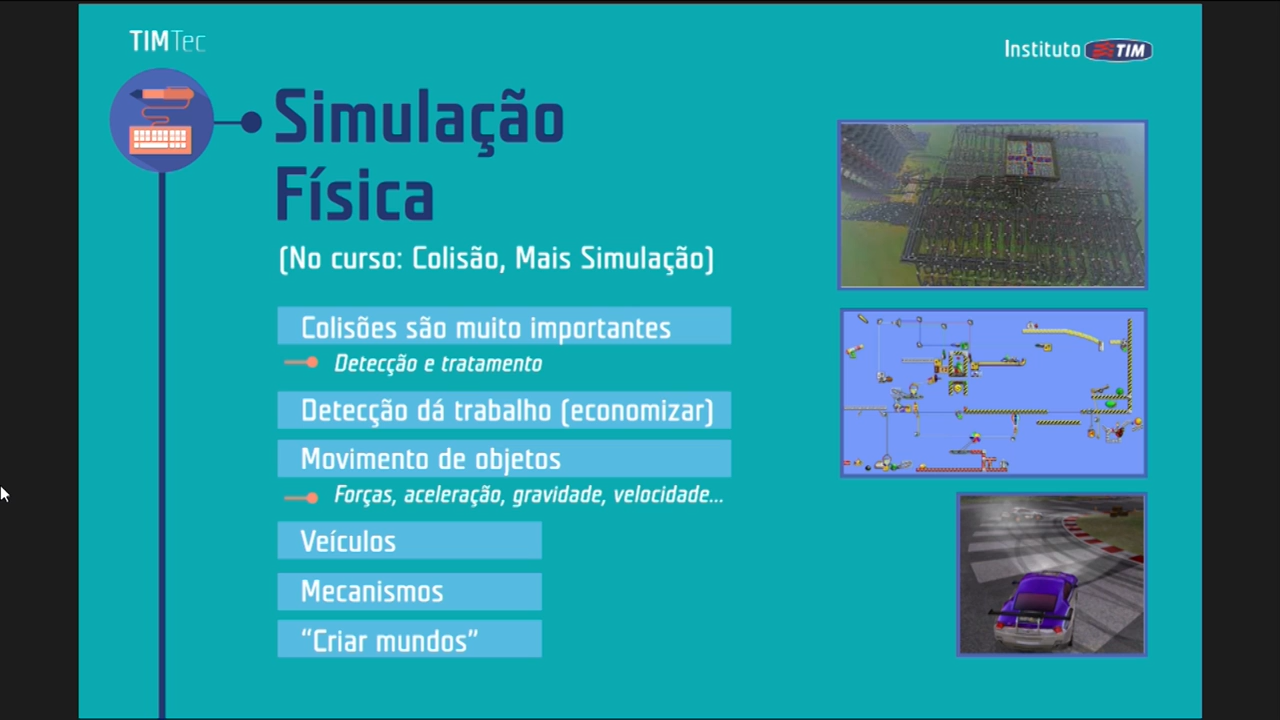 TIMTec
Instituto TIM
Simulação
Física
(No curso: Colisão, Mais Simulação)
Colisões são muito importantes
Detecção e tratamento
Detecção dá trabalho (economizar)
Movimento de objetos
Forças, aceleração, gravidade, velocidade...
Veículos
Mecanismos
“Criar mundos”